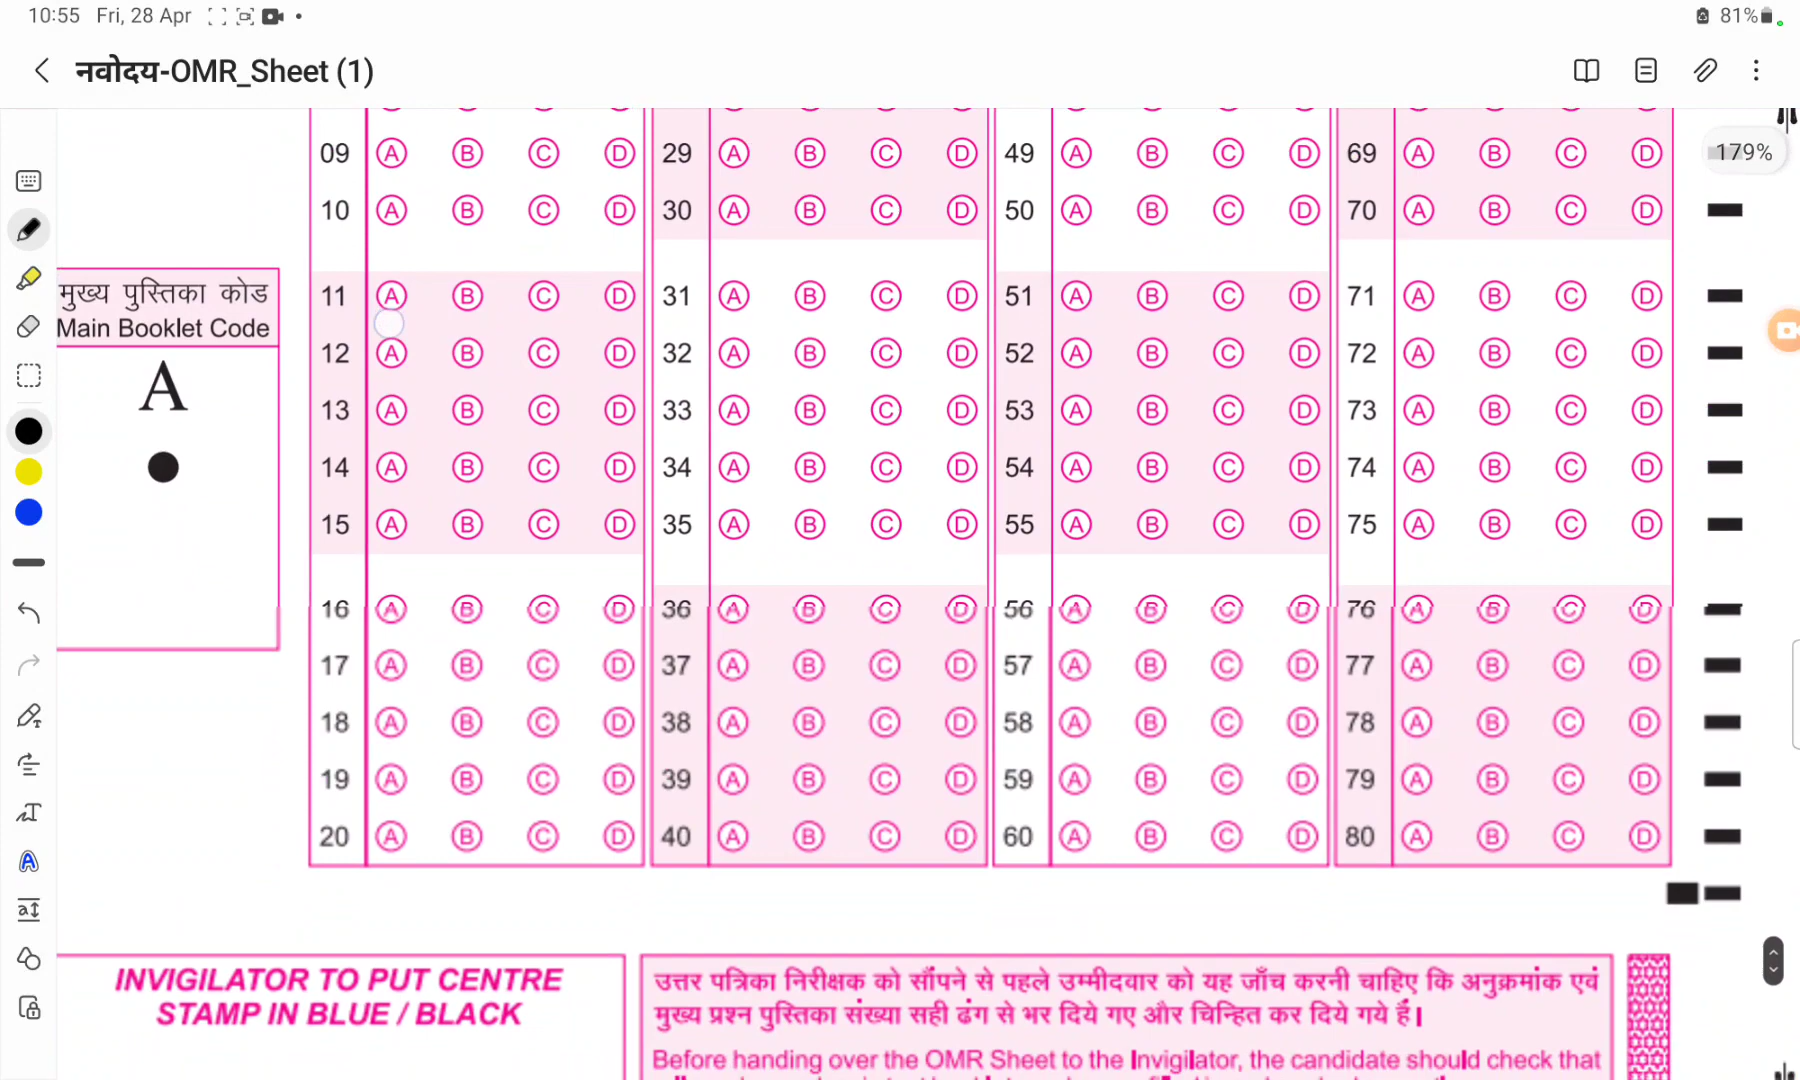 10:55 Fri, 28 Apr 81%
नवोदय-OMR_Sheet (1)
179%
09 A B C D 29 A B C D 49 A B C D 69 A B C D
10 A B C D 30 A B C D 50 A B C D 70 A B C D
मुख्य पुस्तिका कोड
Main Booklet Code
A
11 A B C D 31 A B C D 51 A B C D 71 A B C D
12 A B C D 32 A B C D 52 A B C D 72 A B C D
13 A B C D 33 A B C D 53 A B C D 73 A B C D
14 A B C D 34 A B C D 54 A B C D 74 A B C D
15 A B C D 35 A B C D 55 A B C D 75 A B C D
16 A B C D 36 A B C D 56 A B C D 76 A B C D
17 A B C D 37 A B C D 57 A B C D 77 A B C D
18 A B C D 38 A B C D 58 A B C D 78 A B C D
19 A B C D 39 A B C D 59 A B C D 79 A B C D
20 A B C D 40 A B C D 60 A B C D 80 A B C D
INVIGILATOR TO PUT CENTRE
STAMP IN BLUE / BLACK
उत्तर पत्रिका निरीक्षक को सौंपने से पहले उम्मीदवार को यह जाँच करनी चाहिए कि अनुक्रमांक एवं
मुख्य प्रश्न पुस्तिका संख्या सही ढंग से भर दिये गए और चिन्हित कर दिये गये हैं।
Before handing over the OMR Sheet to the Invigilator, the candidate should check that